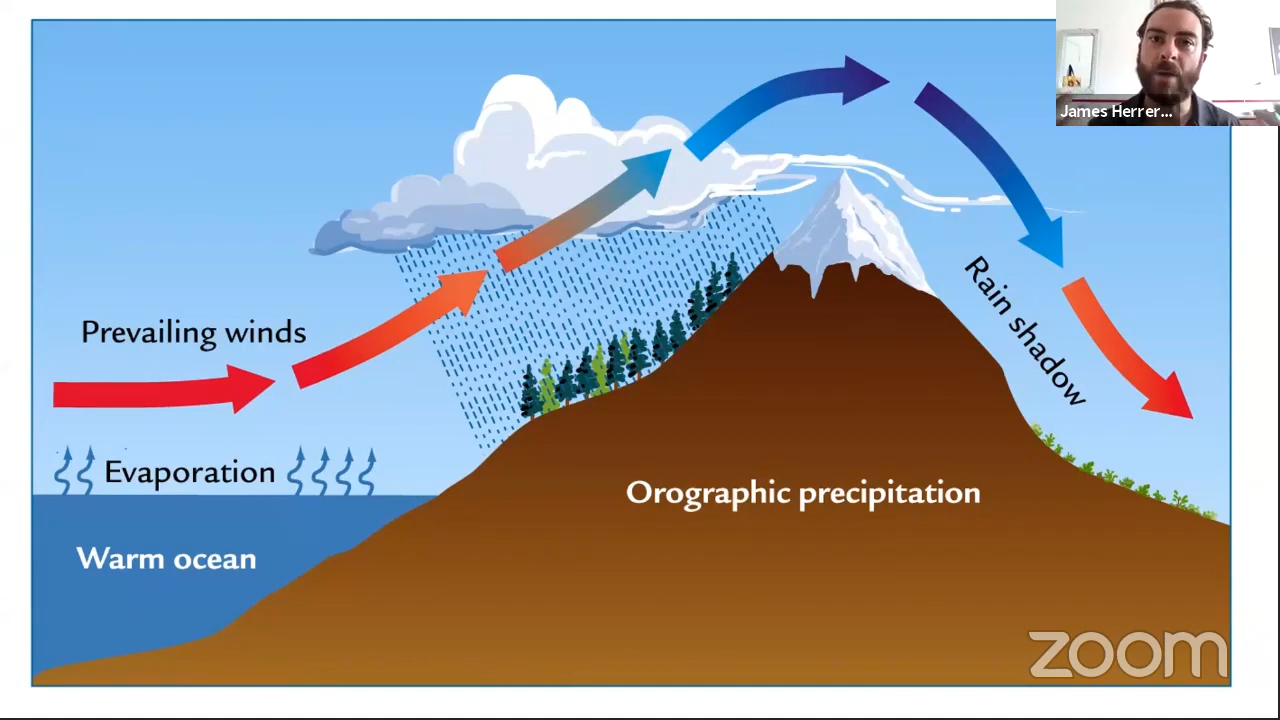 James Herrer...
Rain shadow
Prevailing winds
Evaporation
Orographic precipitation
Warm ocean
zoom